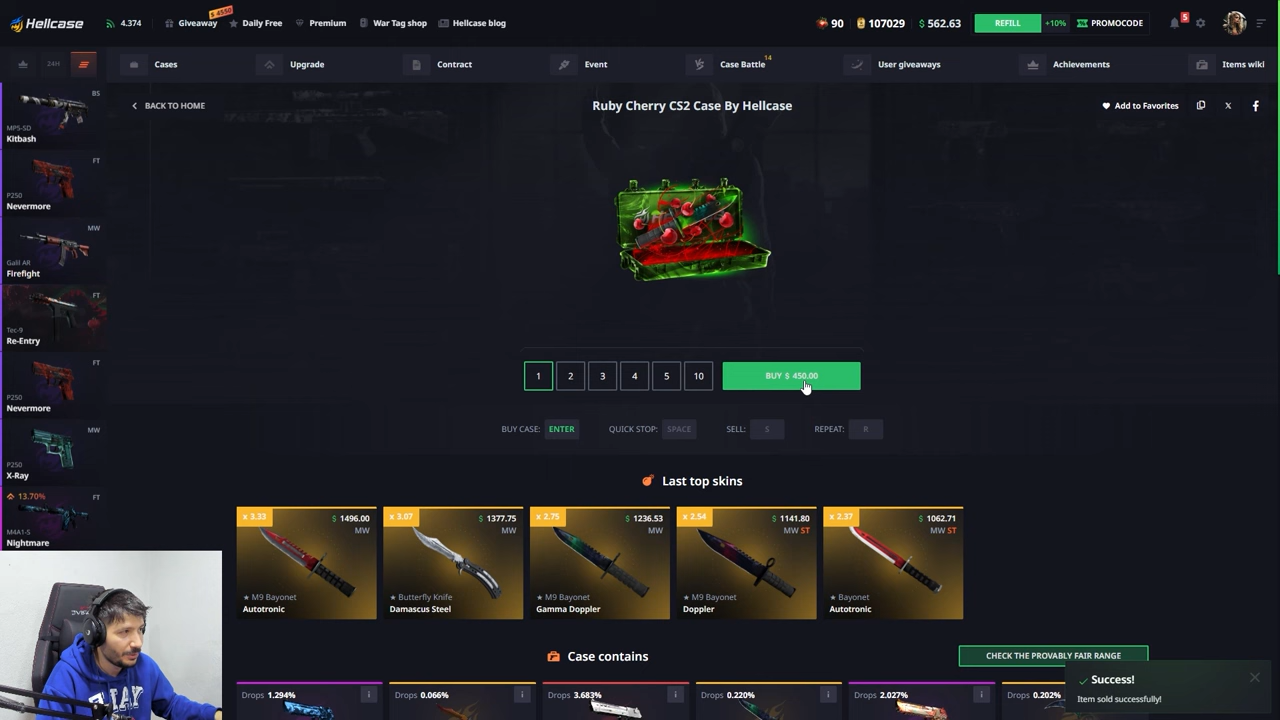 Hellcase
4.374
Giveaway
$ 4550
Daily Free
Premium
War Tag shop
Hellcase blog
90
107029
$ 562.63
REFILL
+10%
PROMOCODE
5
24H
Cases
Upgrade
Contract
Event
Case Battle
14
User giveaways
Achievements
Items wiki
BACK TO HOME
Ruby Cherry CS2 Case By Hellcase
Add to Favorites
BS
MP5-SD
Kitbash
FT
P250
Nevermore
MW
Galil AR
Firefight
FT
Tec-9
Re-Entry
FT
P250
Nevermore
MW
P250
X-Ray
13.70%
FT
M4A1-S
Nightmare
1
2
3
4
5
10
BUY $ 450.00
BUY CASE:
ENTER
QUICK STOP:
SPACE
SELL:
S
REPEAT:
R
Last top skins
x 3.33
$ 1496.00
MW
★ M9 Bayonet
Autotronic
x 3.07
$ 1377.75
MW
★ Butterfly Knife
Damascus Steel
x 2.75
$ 1236.53
MW
★ M9 Bayonet
Gamma Doppler
x 2.54
$ 1141.80
MW ST
★ M9 Bayonet
Doppler
x 2.37
$ 1062.71
MW ST
★ Bayonet
Autotronic
Case contains
CHECK THE PROVABLY FAIR RANGE
Drops 1.294%
i
Drops 0.066%
i
Drops 3.683%
i
Drops 0.220%
i
Drops 2.027%
i
Drops 0.202%
Success!
Item sold successfully!